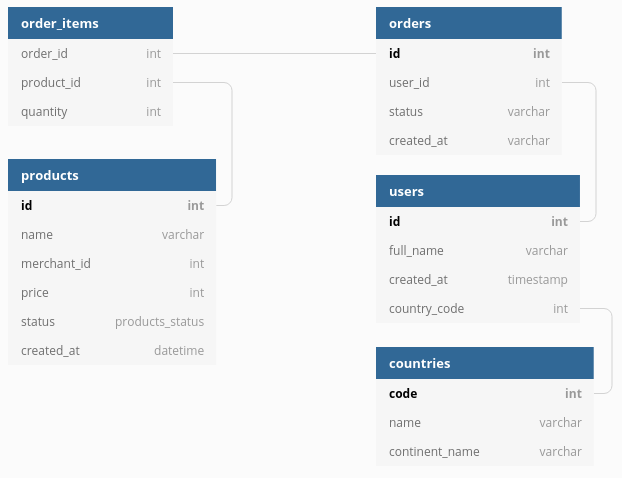 order_items
order_id int
product_id int
quantity int
products
id int
name varchar
merchant_id int
price int
status products_status
created_at datetime
orders
id int
user_id int
status varchar
created_at varchar
users
id int
full_name varchar
created_at timestamp
country_code int
countries
code int
name varchar
continent_name varchar